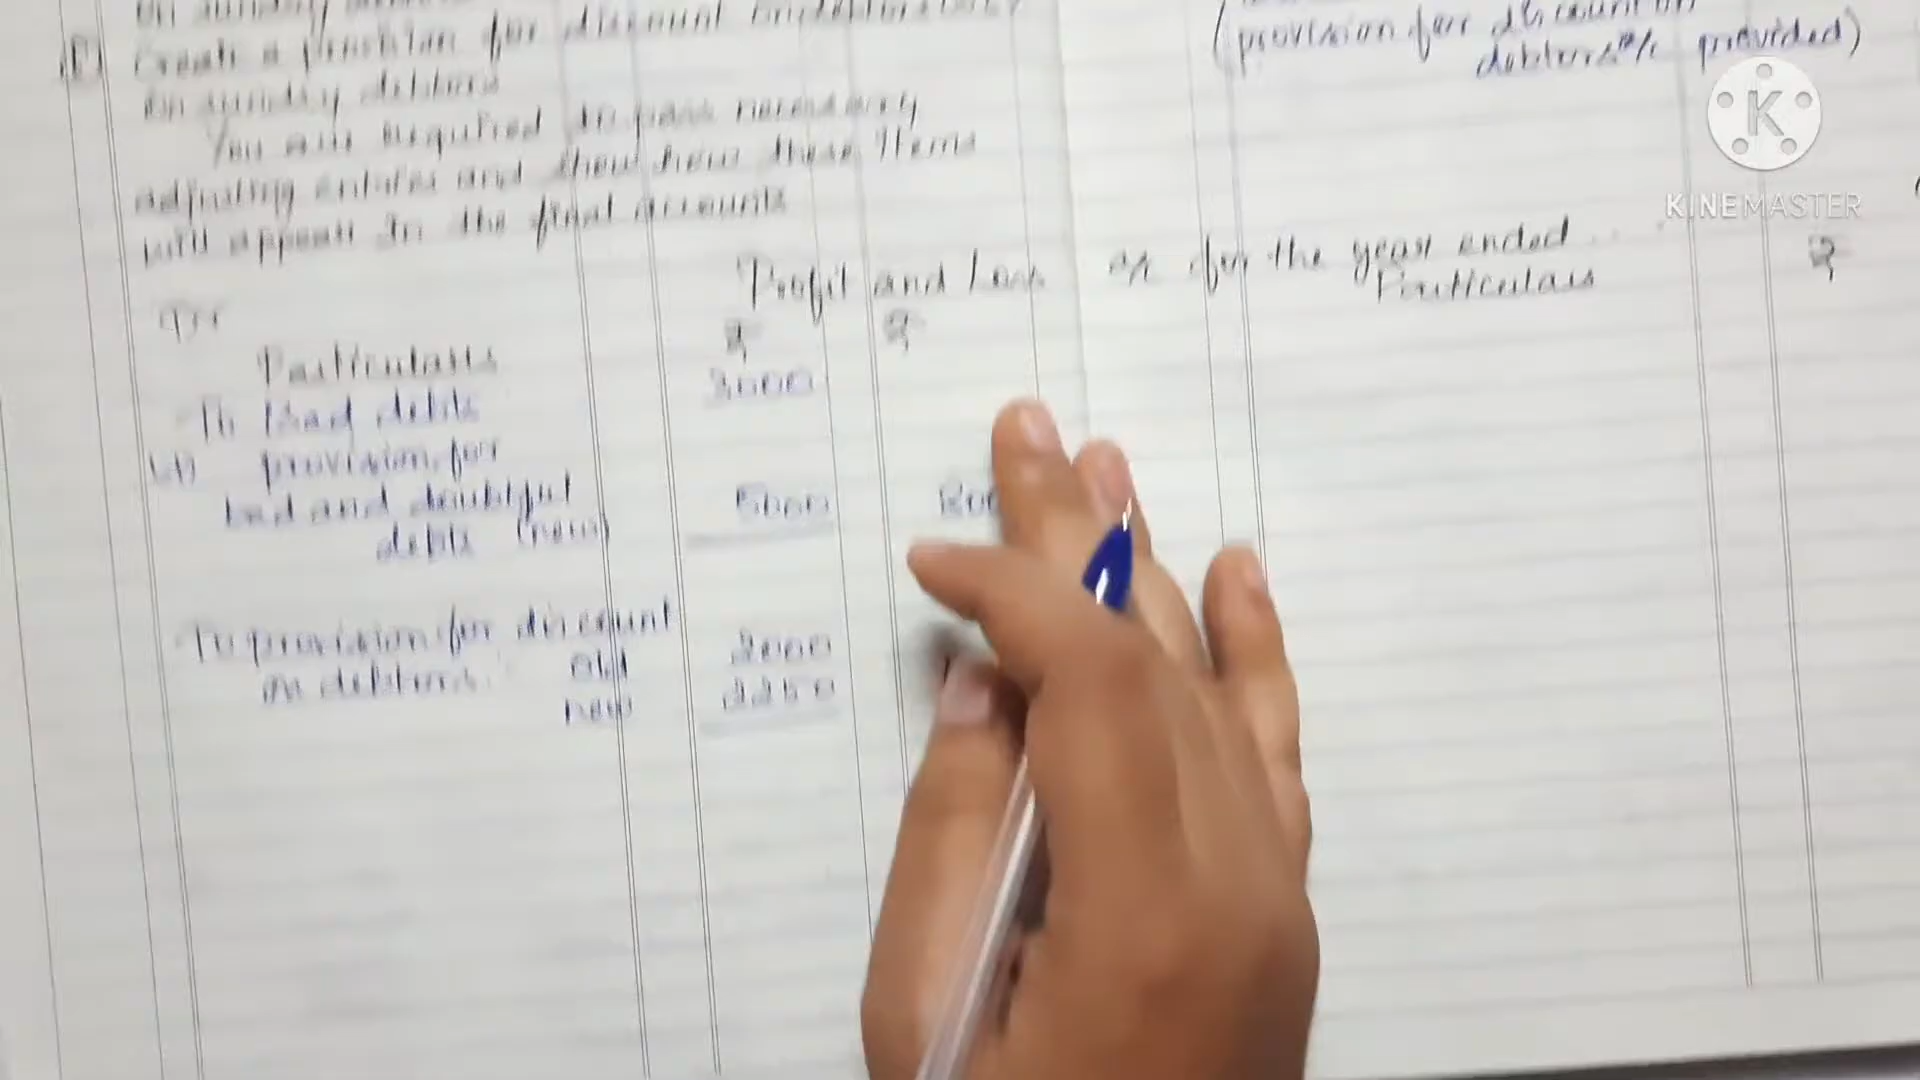 on sundry
(E) Create a provision for discount
on sundry debtors
You are required to pass necessary
adjusting entries and show how these Items
will appear in the final accounts
(provision for discount on
debtors a/c provided)
K
KINEMASTER
Profit and Loss a/c for the year ended...
Dr
Particulars ₹ ₹ Particulars ₹
To Bad debts 3000
provision for
bad and doubtful 5000
debts (new)
To provision for discount
on debtors: old 2000
new 2250